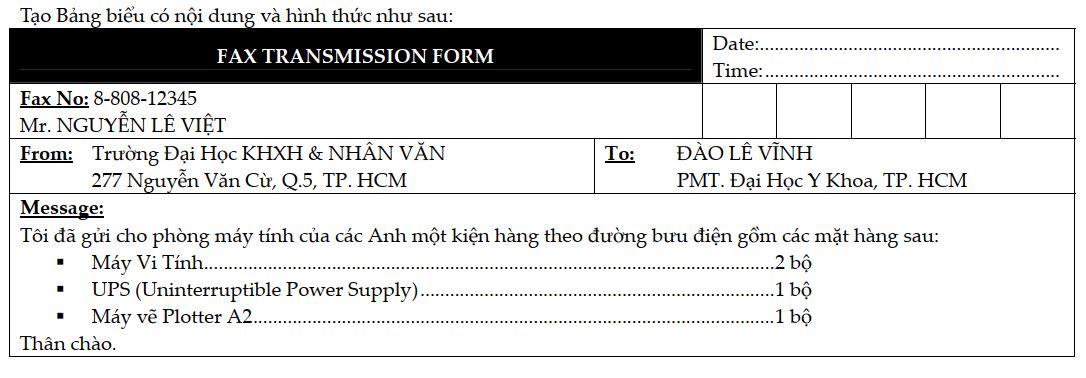 Tạo Bảng biểu có nội dung và hình thức như sau:
FAX TRANSMISSION FORM
Date:..........................................................
Time:..........................................................
Fax No: 8-808-12345
Mr. NGUYỄN LÊ VIỆT
From: Trường Đại Học KHXH & NHÂN VĂN
277 Nguyễn Văn Cừ, Q.5, TP. HCM
To: ĐÀO LÊ VĨNH
PMT. Đại Học Y Khoa, TP. HCM
Message:
Tôi đã gửi cho phòng máy tính của các Anh một kiện hàng theo đường bưu điện gồm các mặt hàng sau:
▪ Máy Vi Tính..........................................................2 bộ
▪ UPS (Uninterruptible Power Supply)..........................................................1 bộ
▪ Máy vẽ Plotter A2..........................................................1 bộ
Thân chào.